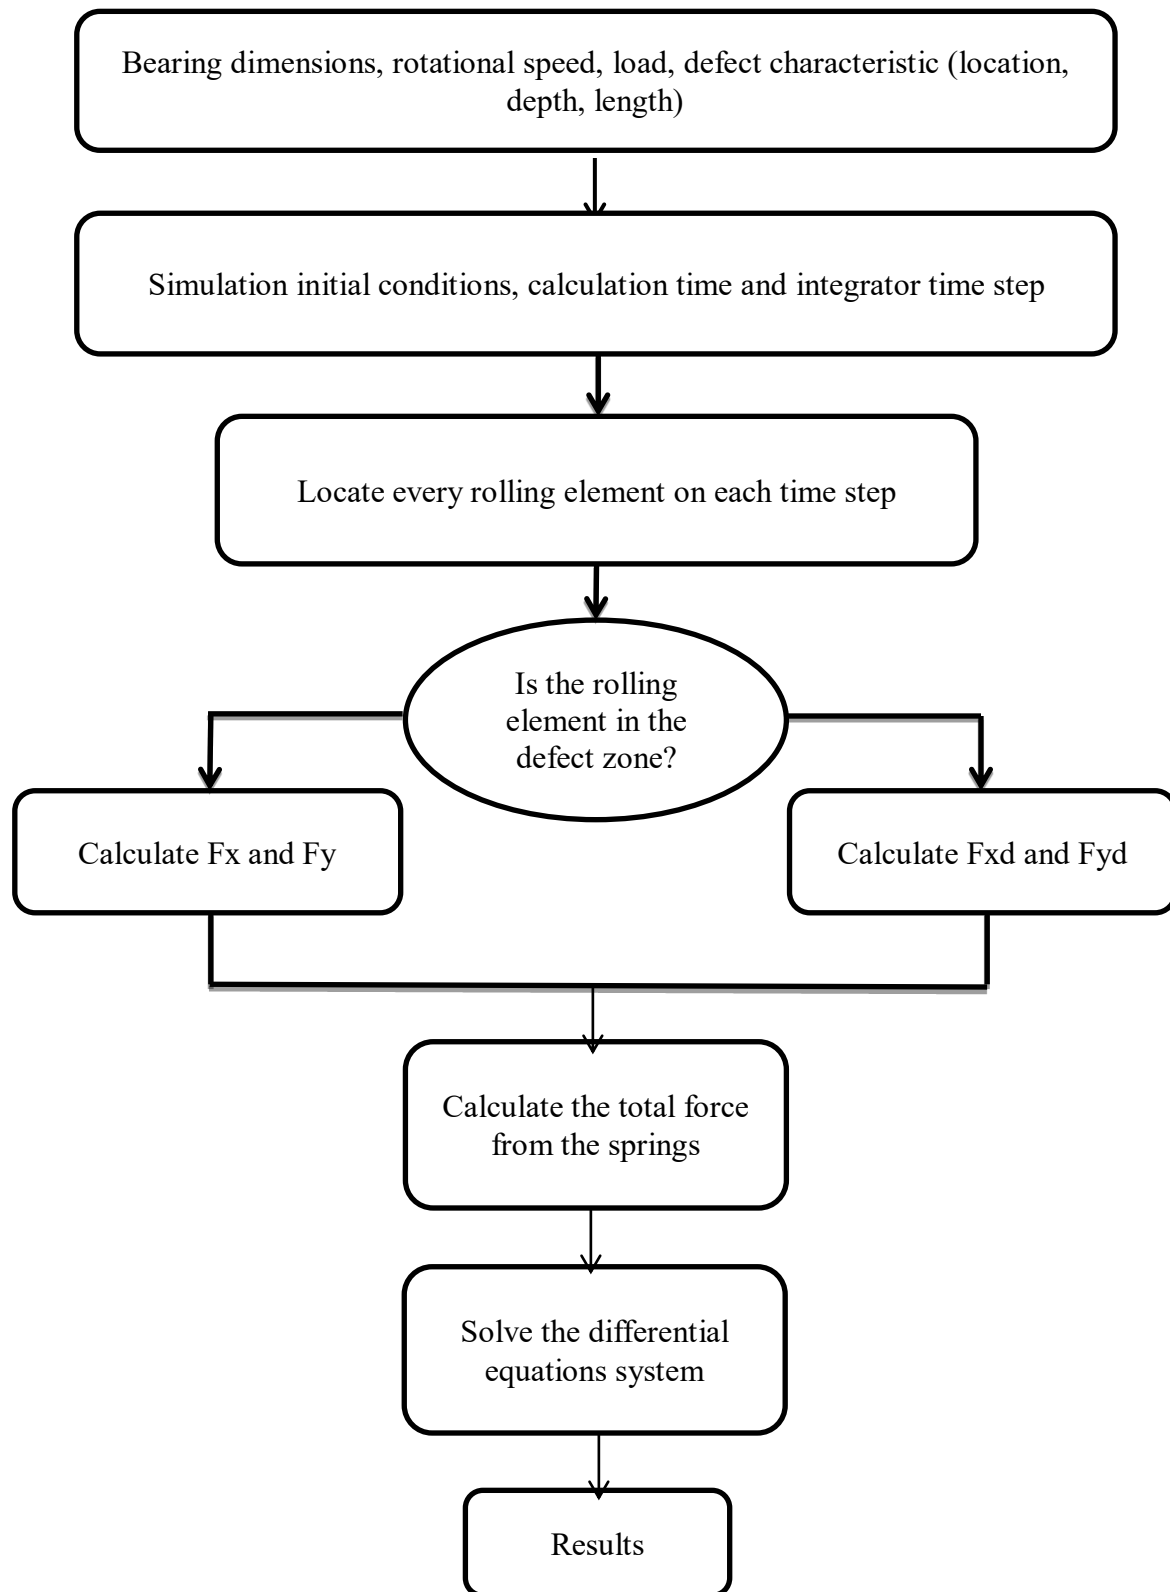 Bearing dimensions, rotational speed, load, defect characteristic (location,
depth, length)
Simulation initial conditions, calculation time and integrator time step
Locate every rolling element on each time step
Is the rolling
element in the
defect zone?
Calculate Fx and Fy
Calculate Fxd and Fyd
Calculate the total force
from the springs
Solve the differential
equations system
Results